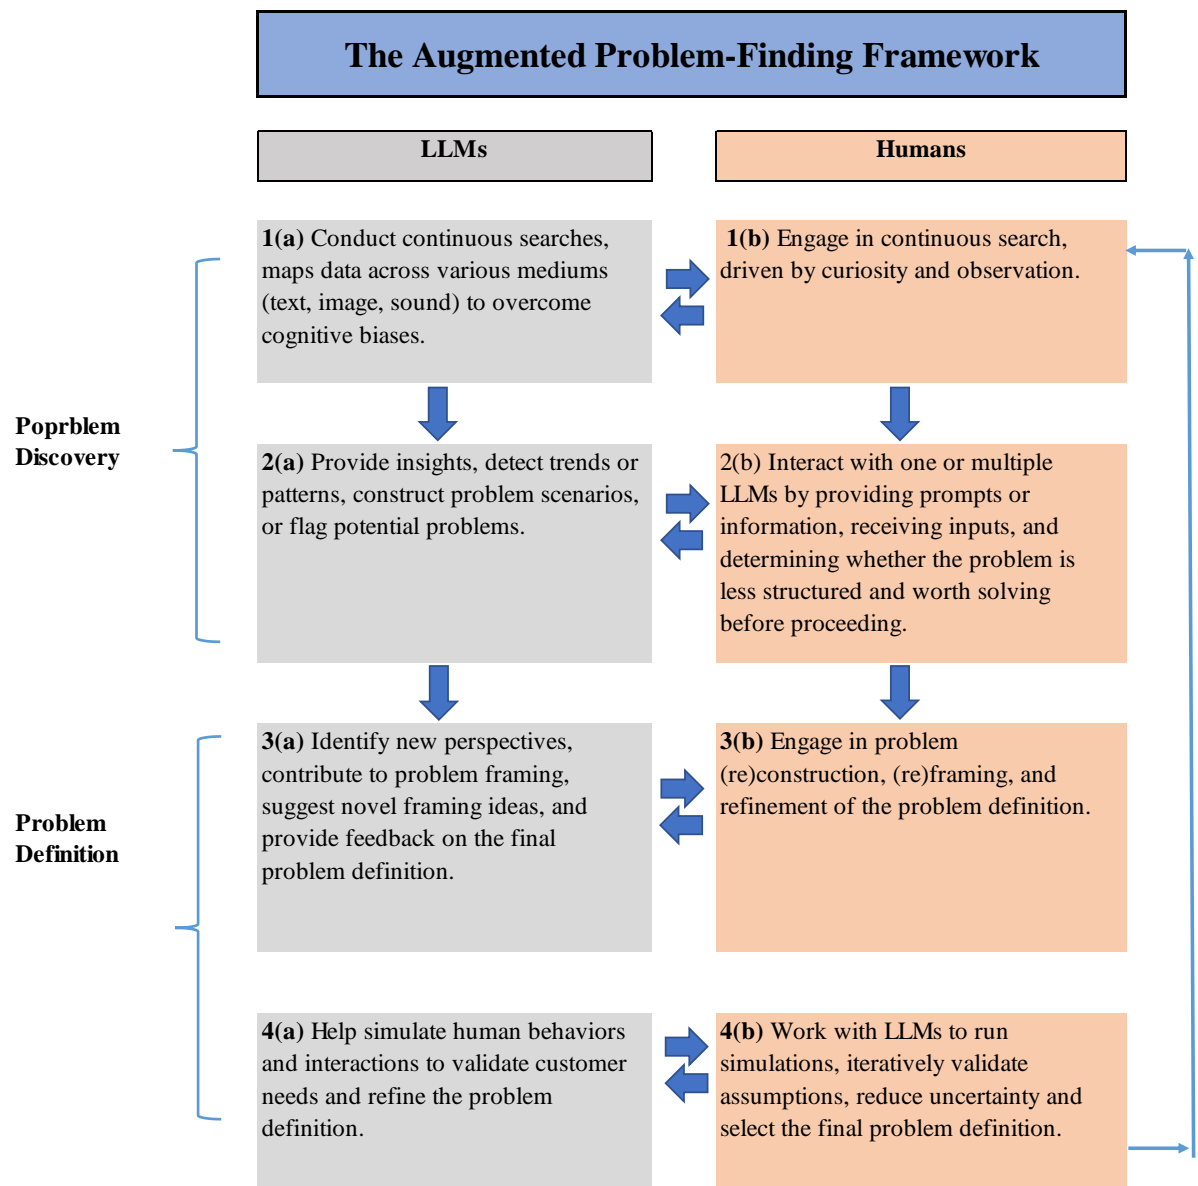 The Augmented Problem-Finding Framework
LLMs
Humans
1(a) Conduct continuous searches,
maps data across various mediums
(text, image, sound) to overcome
cognitive biases.
1(b) Engage in continuous search,
driven by curiosity and observation.
Poprblem
Discovery
2(a) Provide insights, detect trends or
patterns, construct problem scenarios,
or flag potential problems.
2(b) Interact with one or multiple
LLMs by providing prompts or
information, receiving inputs, and
determining whether the problem is
less structured and worth solving
before proceeding.
3(a) Identify new perspectives,
contribute to problem framing,
suggest novel framing ideas, and
provide feedback on the final
problem definition.
3(b) Engage in problem
(re)construction, (re)framing, and
refinement of the problem definition.
Problem
Definition
4(a) Help simulate human behaviors
and interactions to validate customer
needs and refine the problem
definition.
4(b) Work with LLMs to run
simulations, iteratively validate
assumptions, reduce uncertainty and
select the final problem definition.